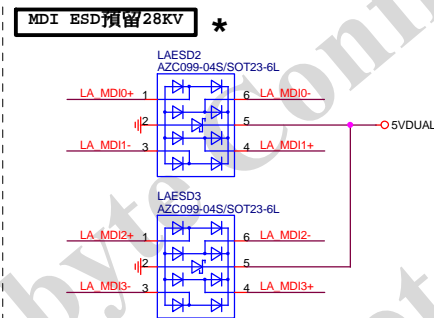 MDI ESD預留28KV *
LAESD2
AZC099-04S/SOT23-6L
LA_MDI0+ 1 6 LA_MDI0-
2 5 5VDUAL
LA_MDI1- 3 4 LA_MDI1+
LAESD3
AZC099-04S/SOT23-6L
LA_MDI2+ 1 6 LA_MDI2-
2 5
LA_MDI3- 3 4 LA_MDI3+